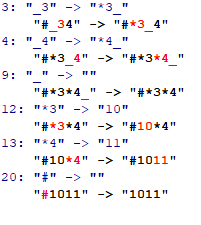 3: "_3" -> "*3_"
"#_34" -> "#*3_4"
4: "_4" -> "*4_"
"#*3_4" -> "#*3*4_"
9: "_" -> ""
"#*3*4_" -> "#*3*4"
12: "*3" -> "10"
"#*3*4" -> "#10*4"
13: "*4" -> "11"
"#10*4" -> "#1011"
20: "#" -> ""
"#1011" -> "1011"